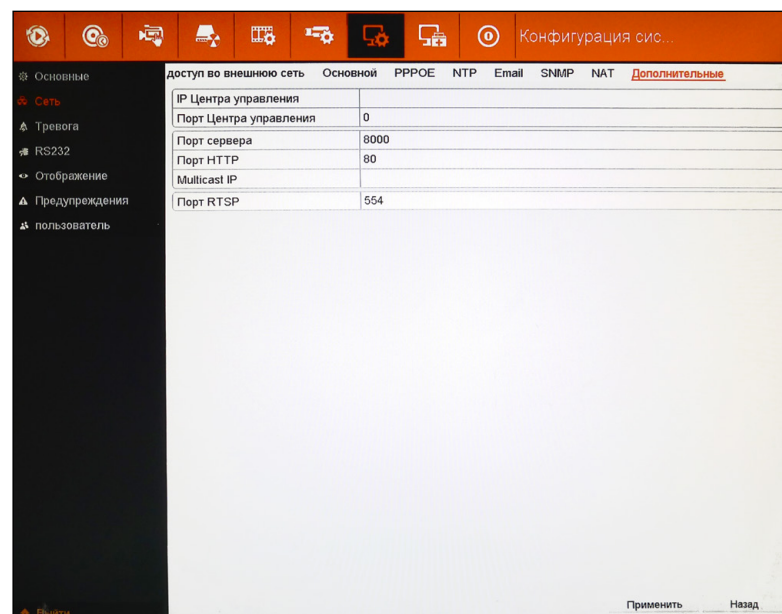 Конфигурация сис...
доступ во внешнюю сеть Основной PPPOE NTP Email SNMP NAT Дополнительные
Основные
Сеть
Тревога
RS232
Отображение
Предупреждения
пользователь
Выйти
IP Центра управления
Порт Центра управления 0
Порт сервера 8000
Порт HTTP 80
Multicast IP
Порт RTSP 554
Применить Назад